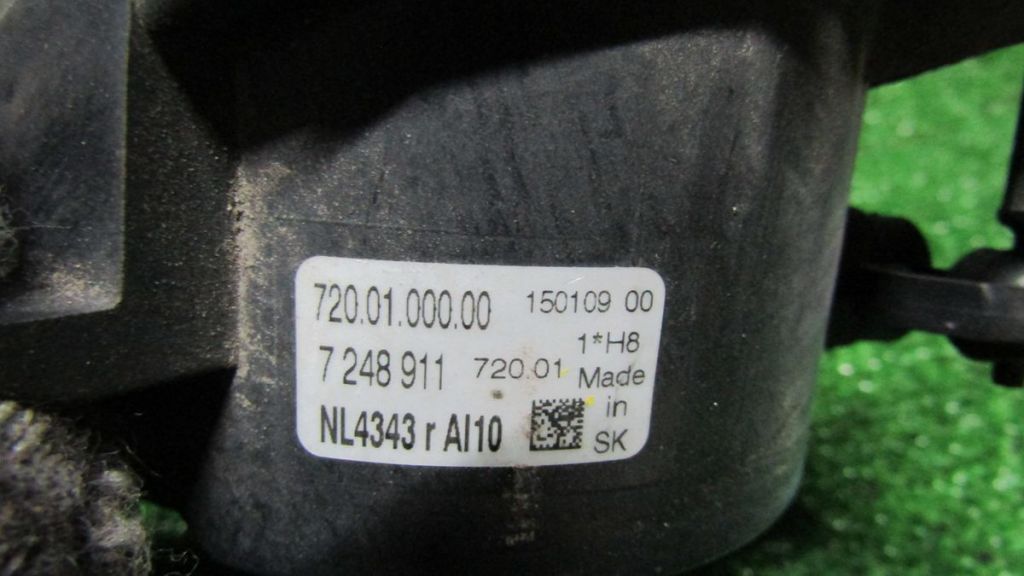 720.01.000.00 150109 00
1*H8
7 248 911 720.01 Made
in
NL4343 r AI10 SK